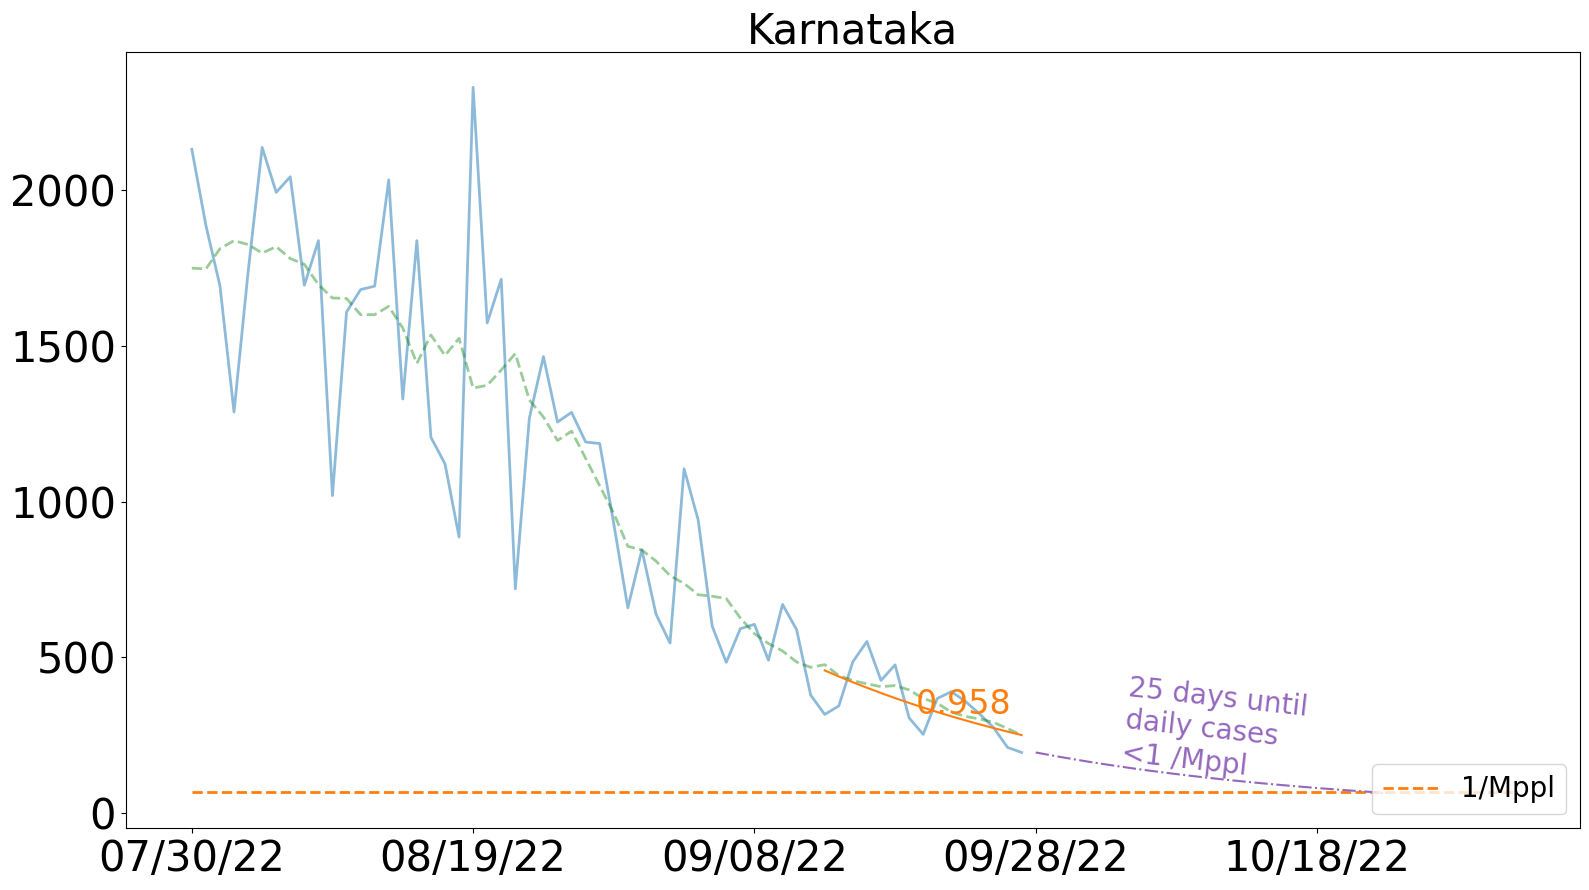 Karnataka
2000
1500
1000
500
0
0.958
25 days until
daily cases
<1 /Mppl
1/Mppl
07/30/22
08/19/22
09/08/22
09/28/22
10/18/22